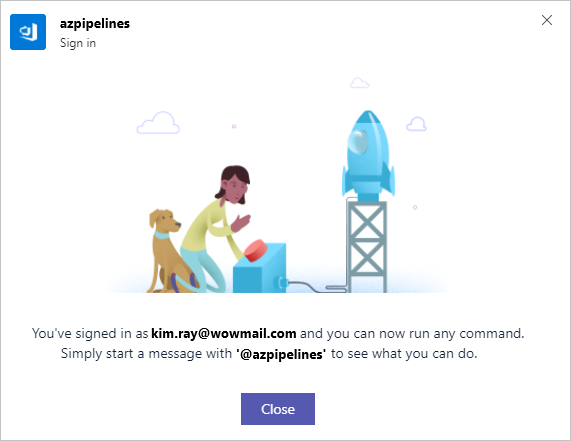 azpipelines
Sign in
You've signed in as kim.ray@wowmail.com and you can now run any command.
Simply start a message with '@azpipelines' to see what you can do.
Close